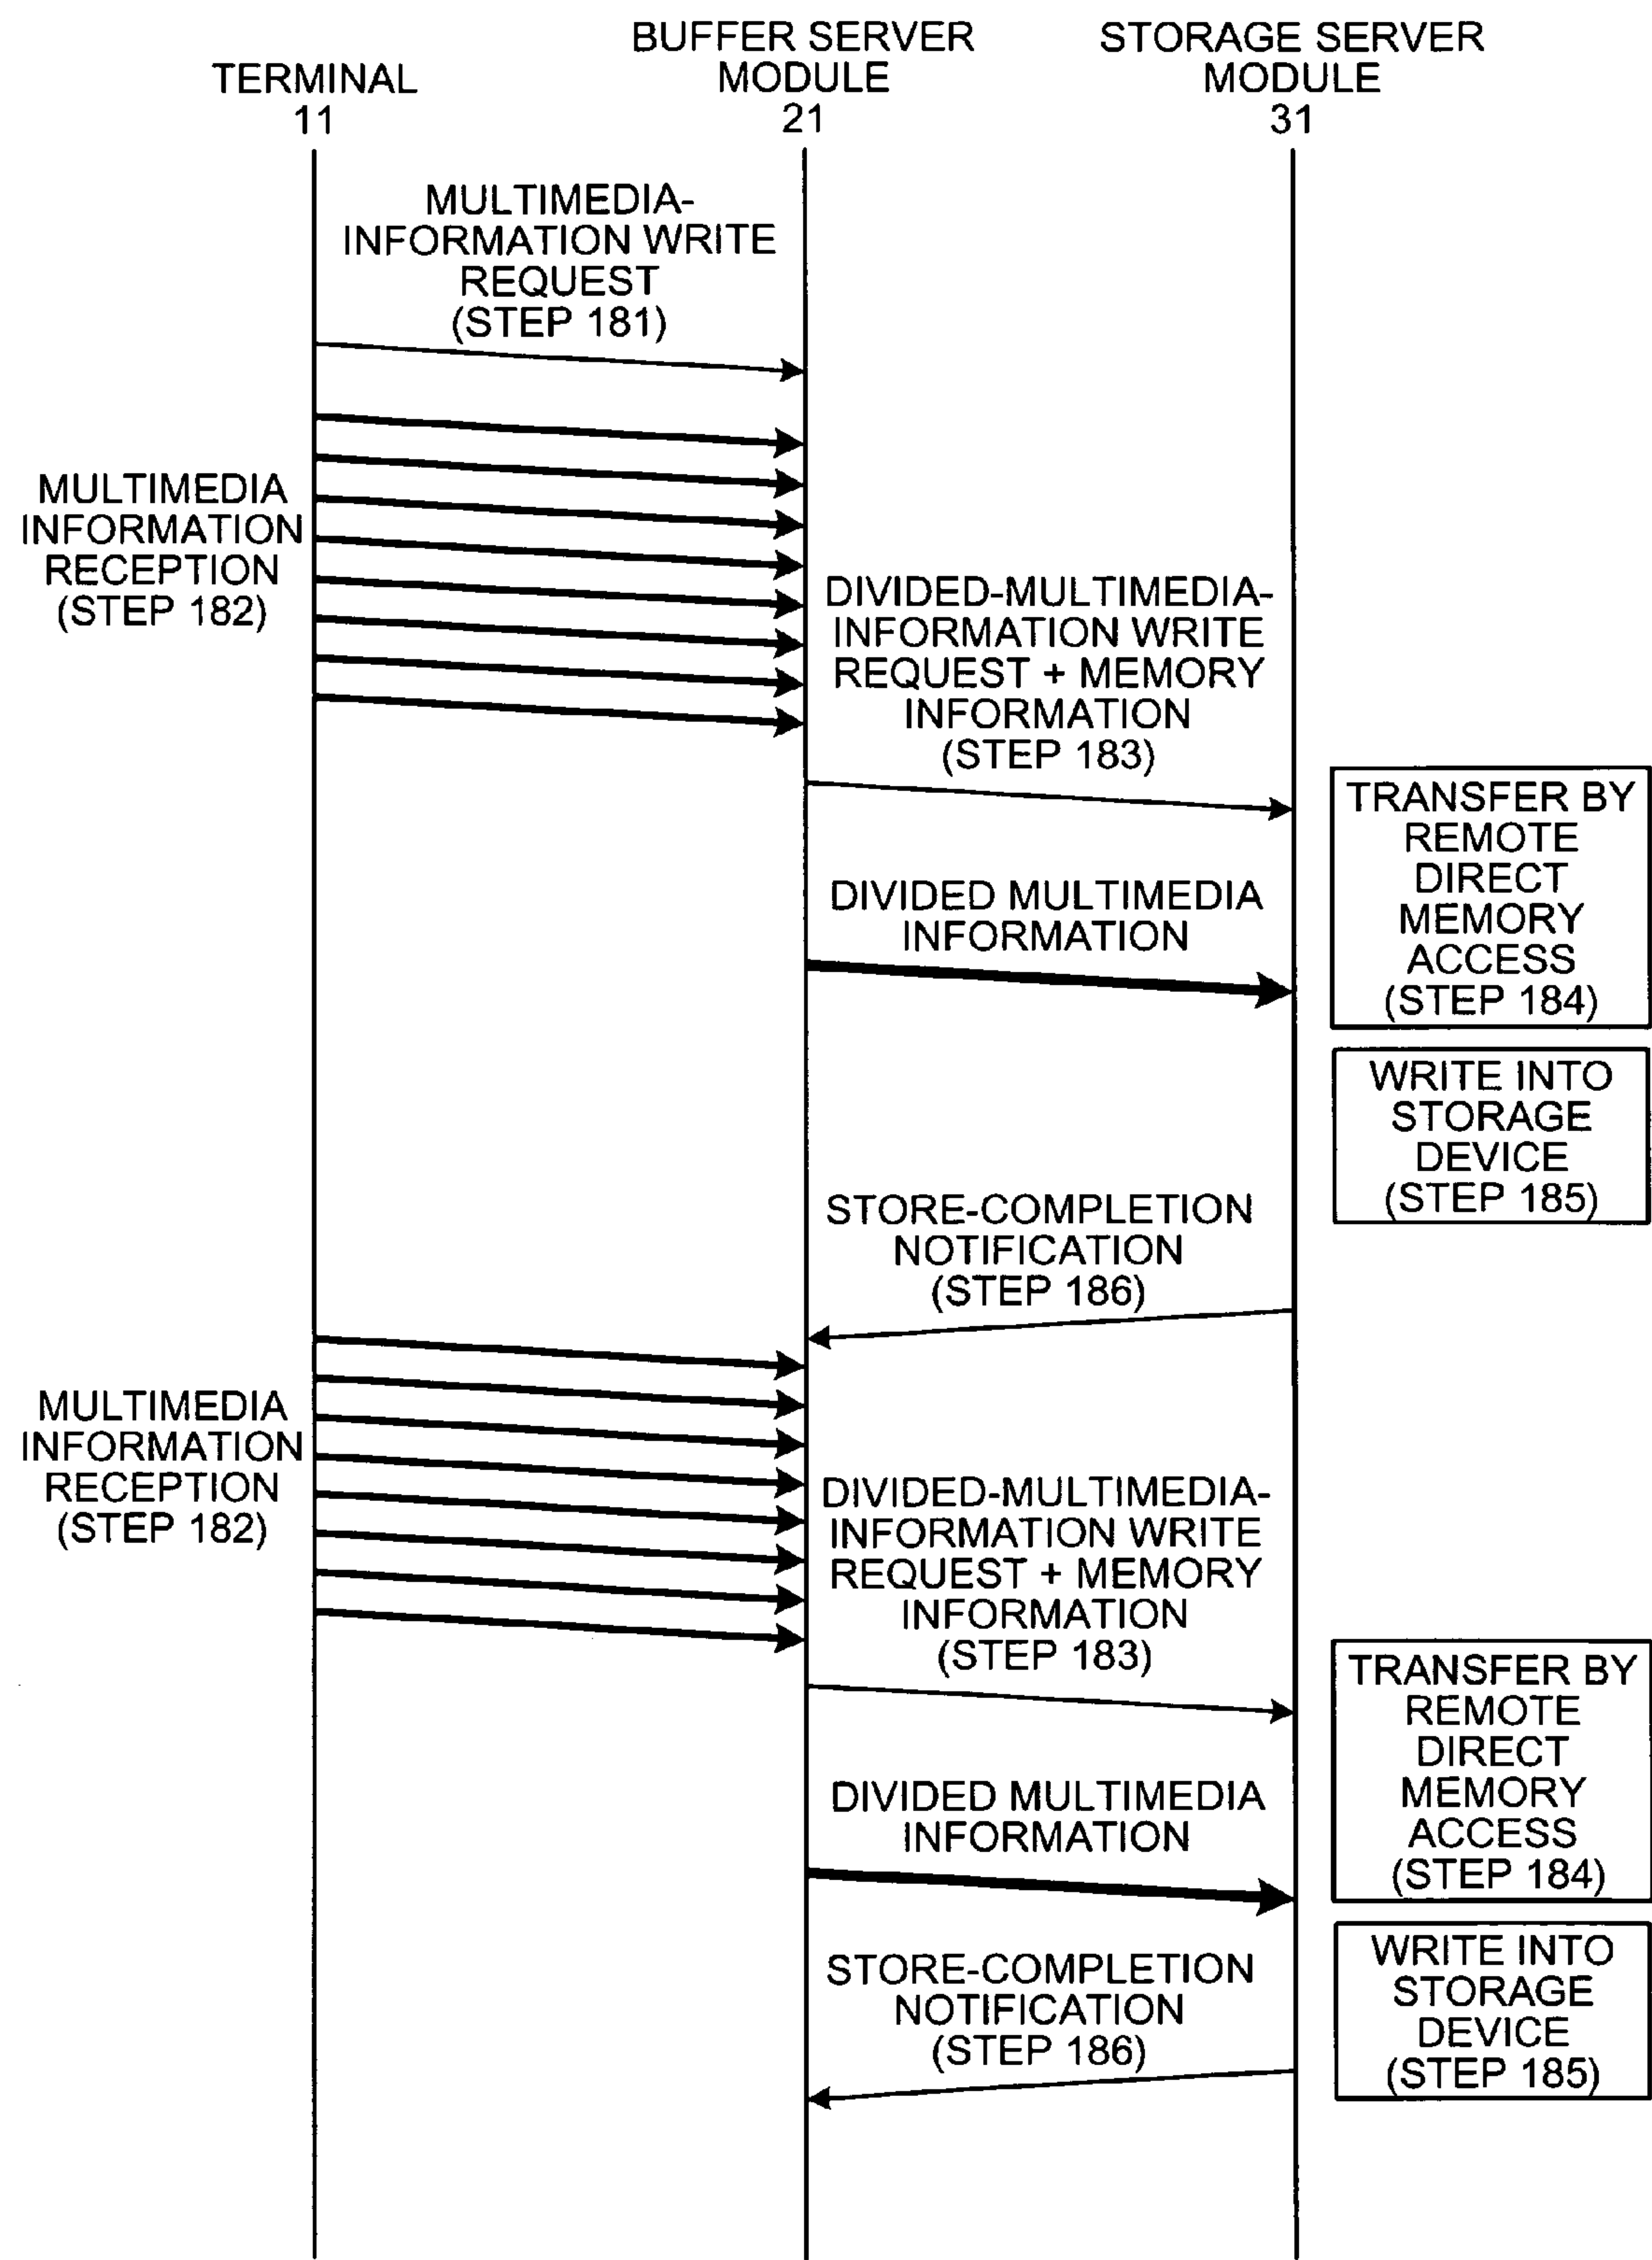 TERMINAL
11
BUFFER SERVER
MODULE
21
STORAGE SERVER
MODULE
31
MULTIMEDIA-
INFORMATION WRITE
REQUEST
(STEP 181)
MULTIMEDIA
INFORMATION
RECEPTION
(STEP 182)
DIVIDED-MULTIMEDIA-
INFORMATION WRITE
REQUEST + MEMORY
INFORMATION
(STEP 183)
TRANSFER BY
REMOTE
DIRECT
MEMORY
ACCESS
(STEP 184)
DIVIDED MULTIMEDIA
INFORMATION
WRITE INTO
STORAGE
DEVICE
(STEP 185)
STORE-COMPLETION
NOTIFICATION
(STEP 186)
MULTIMEDIA
INFORMATION
RECEPTION
(STEP 182)
DIVIDED-MULTIMEDIA-
INFORMATION WRITE
REQUEST + MEMORY
INFORMATION
(STEP 183)
TRANSFER BY
REMOTE
DIRECT
MEMORY
ACCESS
(STEP 184)
DIVIDED MULTIMEDIA
INFORMATION
WRITE INTO
STORAGE
DEVICE
(STEP 185)
STORE-COMPLETION
NOTIFICATION
(STEP 186)